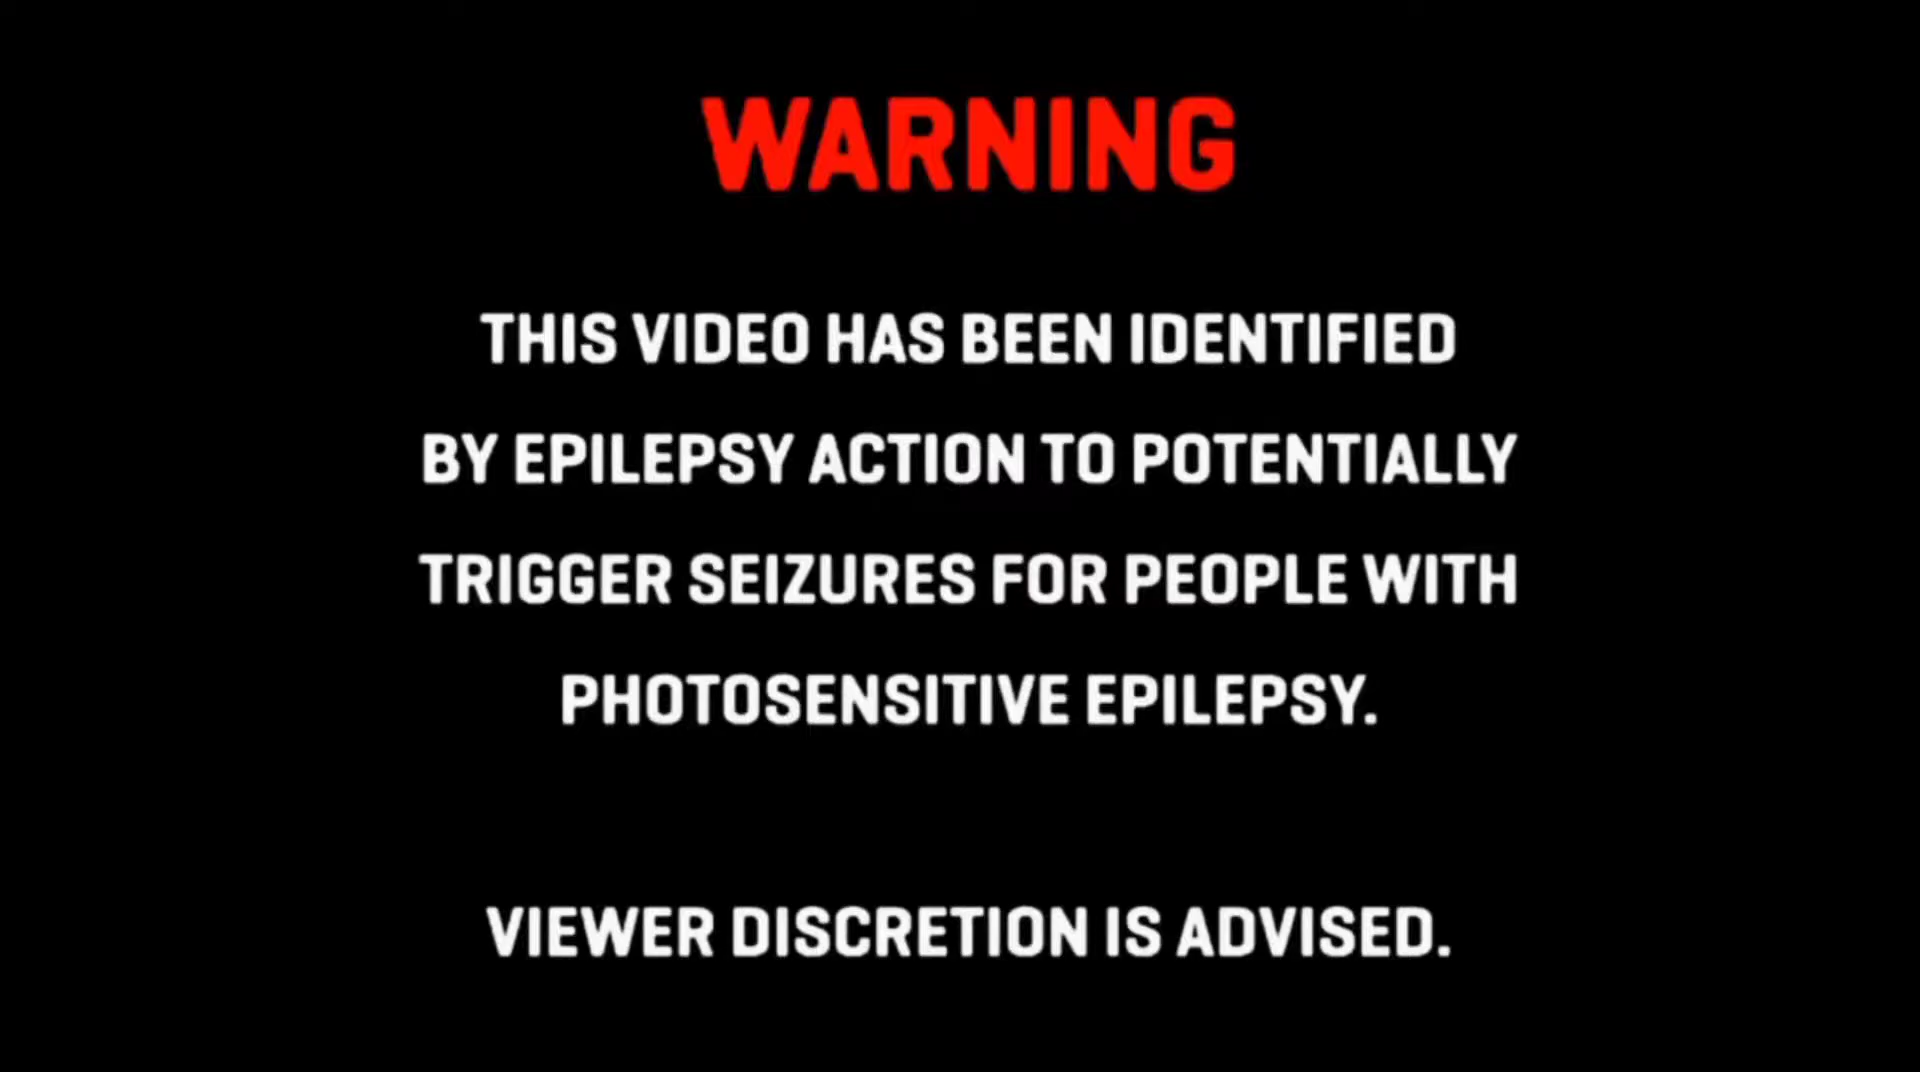 WARNING
THIS VIDEO HAS BEEN IDENTIFIED
BY EPILEPSY ACTION TO POTENTIALLY
TRIGGER SEIZURES FOR PEOPLE WITH
PHOTOSENSITIVE EPILEPSY.
VIEWER DISCRETION IS ADVISED.